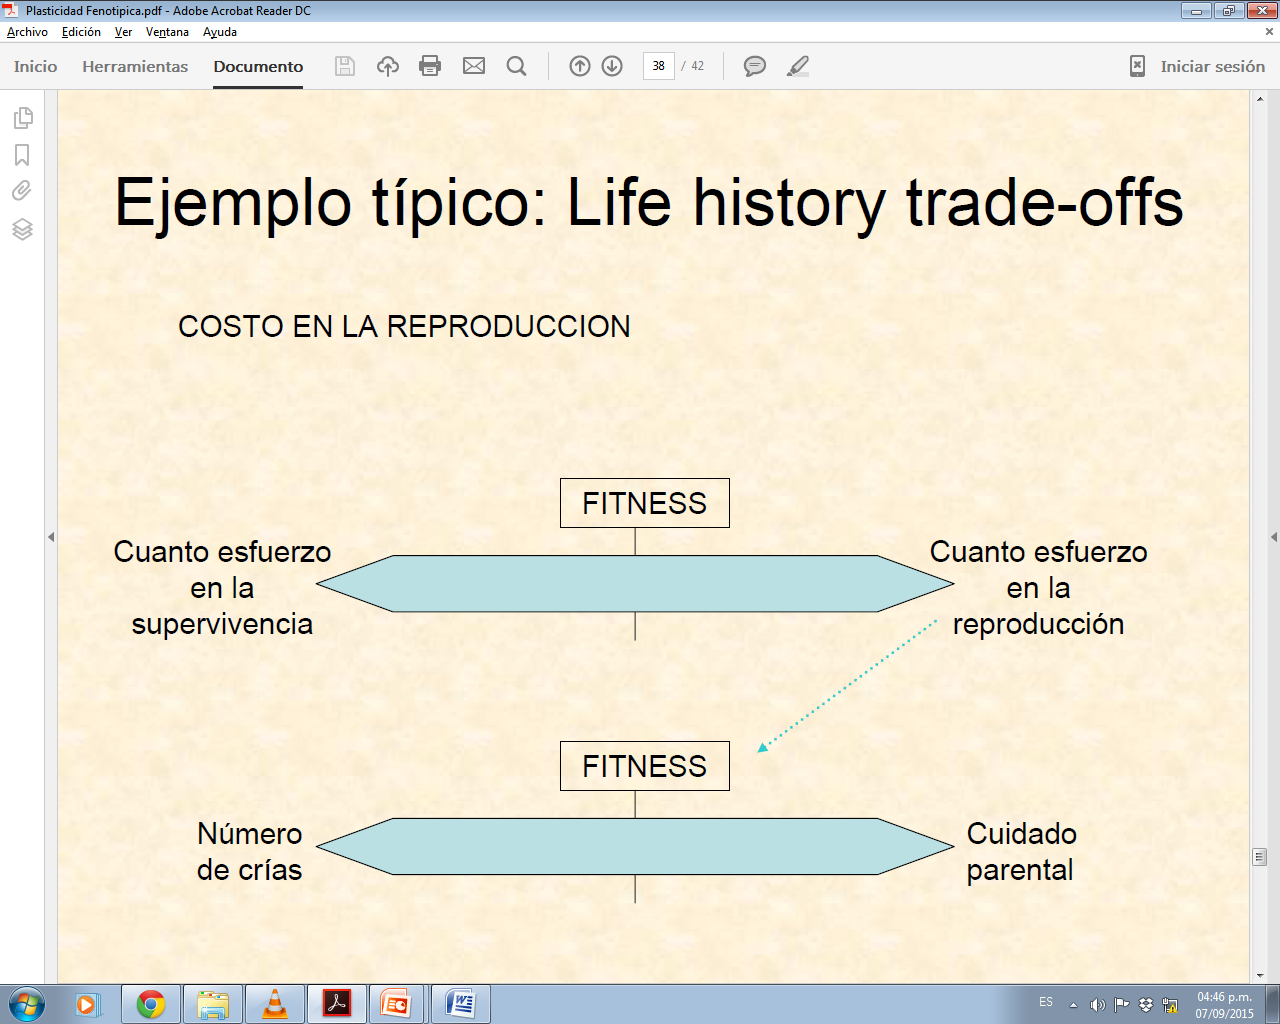 Plasticidad Fenotipica.pdf - Adobe Acrobat Reader DC
Archivo Edición Ver Ventana Ayuda
Inicio Herramientas Documento 38 / 42 Iniciar sesión
Ejemplo típico: Life history trade-offs
COSTO EN LA REPRODUCCION
FITNESS
Cuanto esfuerzo
en la
supervivencia
Cuanto esfuerzo
en la
reproducción
FITNESS
Número
de crías
Cuidado
parental
ES
04:46 p.m.
07/09/2015